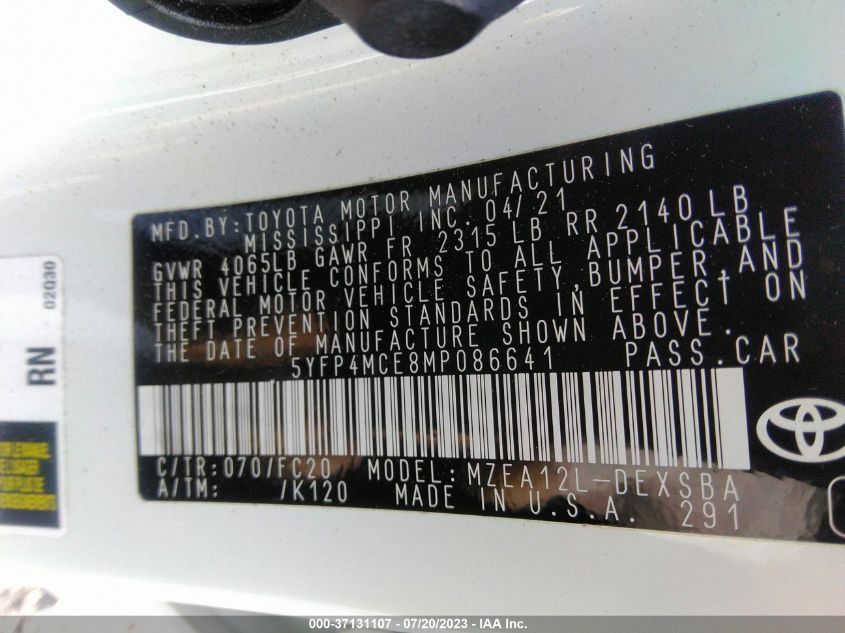 MFD. BY: TOYOTA MOTOR MANUFACTURING
MISSISSIPPI INC. 04/21
GVWR 4065LB GAWR FR 2315 LB RR 2140 LB
THIS VEHICLE CONFORMS TO ALL APPLICABLE
FEDERAL MOTOR VEHICLE SAFETY, BUMPER, AND
THEFT PREVENTION STANDARDS IN EFFECT ON
THE DATE OF MANUFACTURE SHOWN ABOVE.
5YFP4MCE8MP086641 PASS. CAR
C/TR: 070/FC20 MODEL: MZEA12L-DEXSBA
A/TM: /K120 MADE IN U.S.A. 291
RN 02Q30
000-37131107 - 07/20/2023 - IAA Inc.